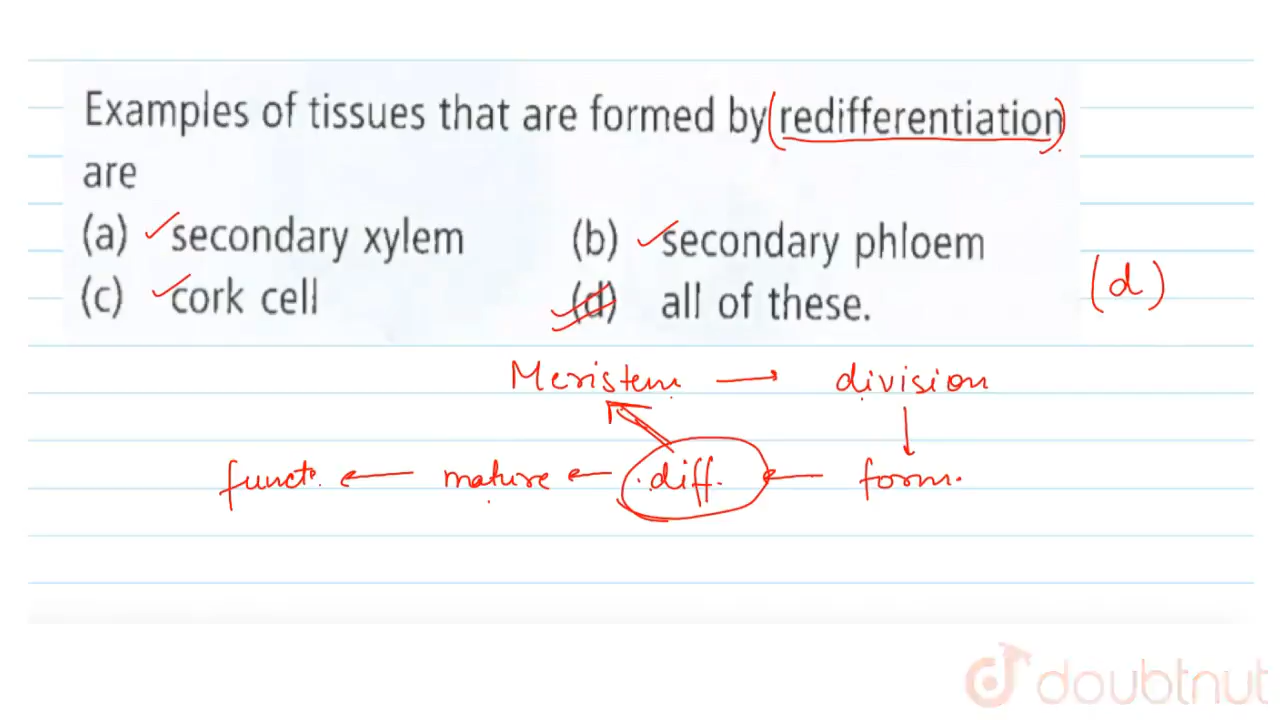 Examples of tissues that are formed by (redifferentiation)
are
(a) secondary xylem (b) secondary phloem
(c) cork cell (d) all of these.
(d)
Meristem → division
funct. ← mature ← diff. ← form.
doubtnut